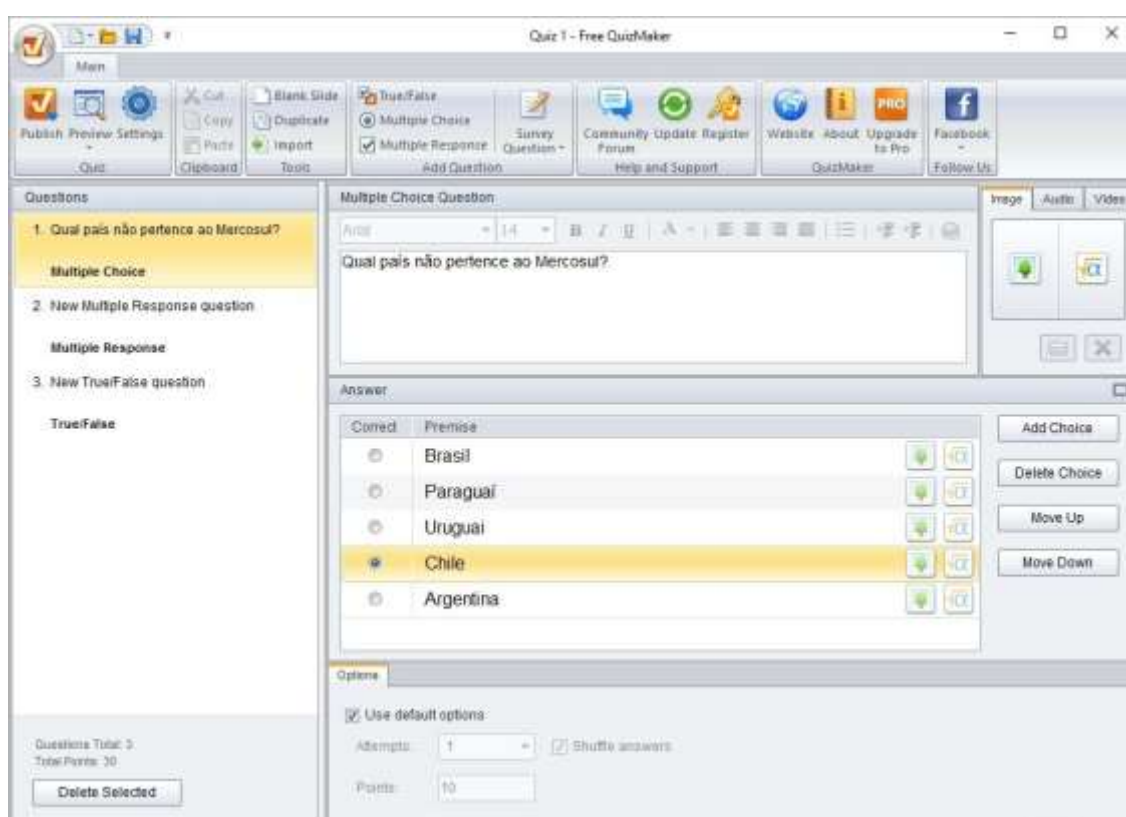 Quiz 1 - Free QuizMaker
Main
Publish Preview Settings
Quiz
Cut
Copy
Paste
Clipboard
Blank Slide
Duplicate
Import
Tools
True/False
Multiple Choice
Multiple Response
Survey Question
Add Question
Community Forum
Update
Register
Help and Support
Website
About
Upgrade to Pro
PRO
QuizMaker
Facebook
Follow Us
Questions
1. Qual país não pertence ao Mercosul?
Multiple Choice
2. New Multiple Response question
Multiple Response
3. New True/False question
True/False
Questions Total: 3
Total Points: 30
Delete Selected
Multiple Choice Question
Arial 14 B I U A
Qual país não pertence ao Mercosul?
Image Audio Video
Answer
Correct Premise
Brasil
Paraguaí
Uruguai
Chile
Argentina
Add Choice
Delete Choice
Move Up
Move Down
Options
Use default options
Attempts: 1 Shuffle answers
Points: 10